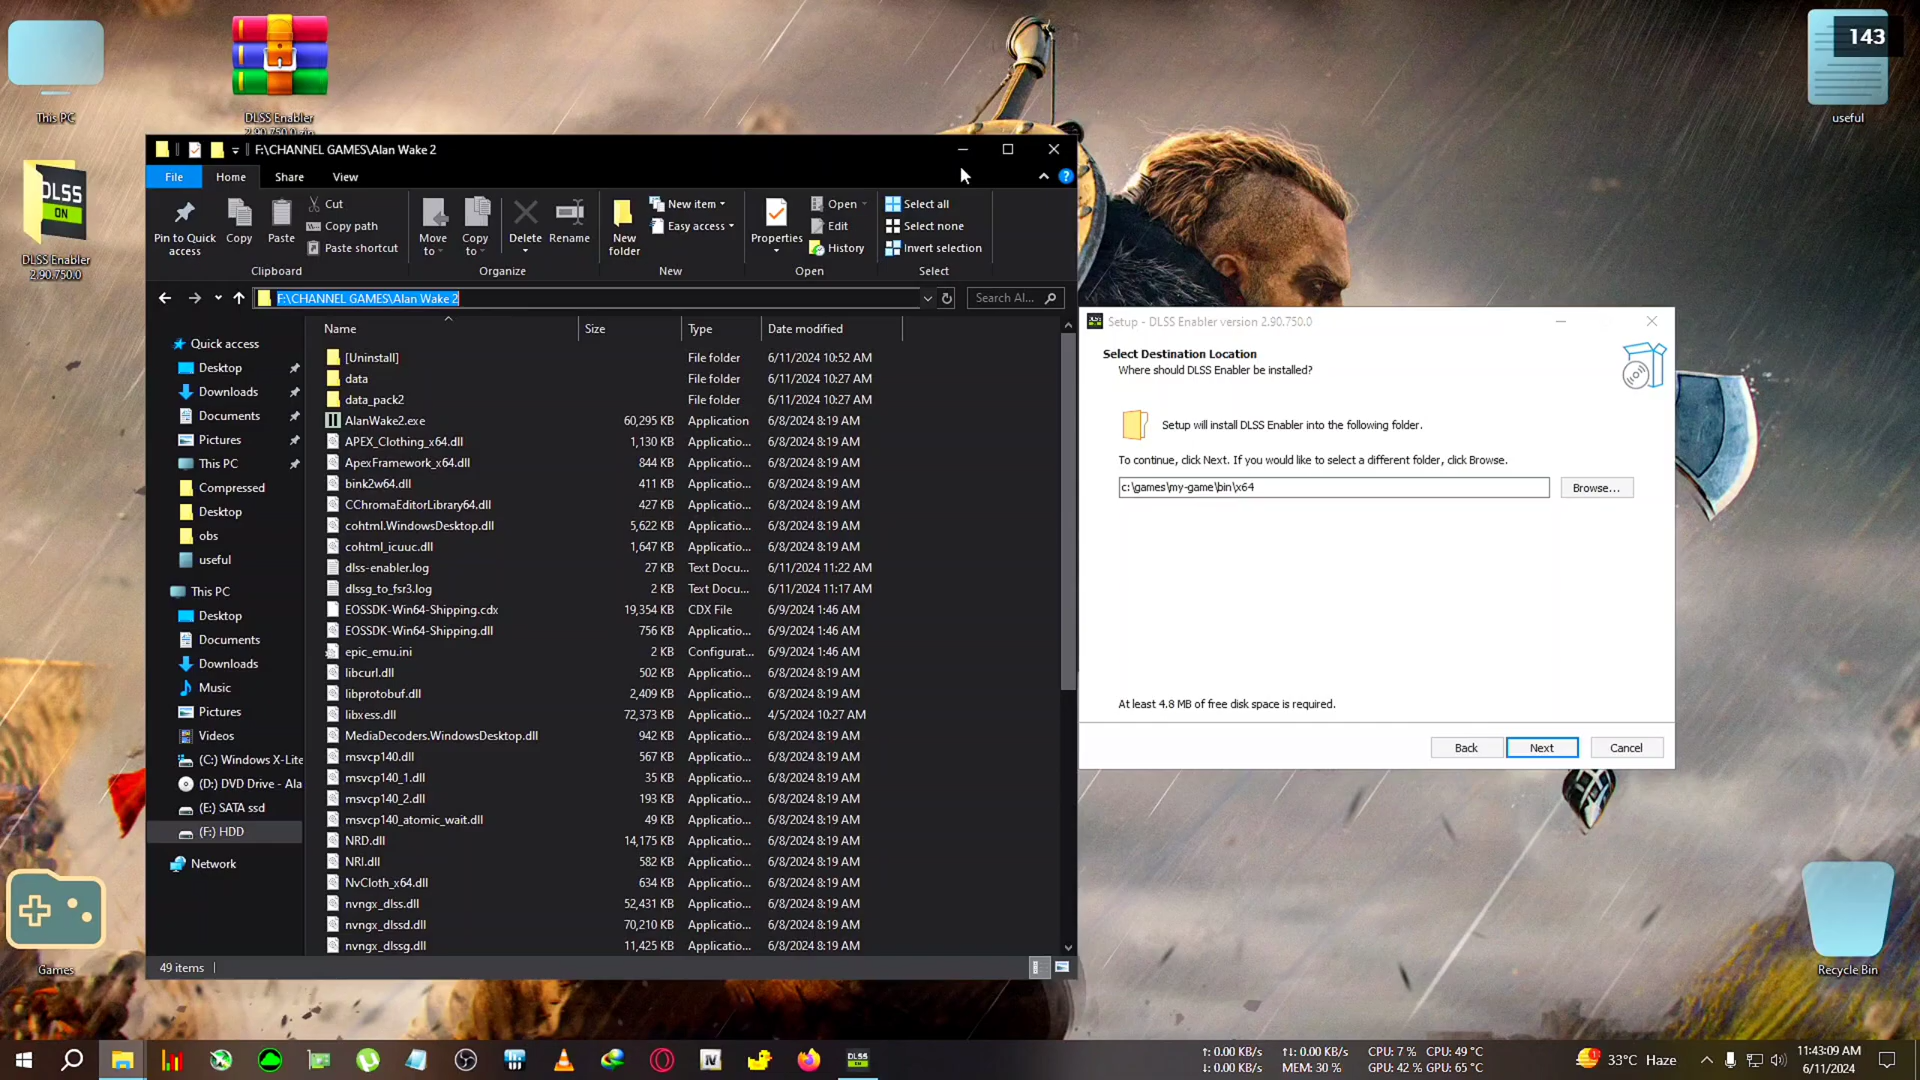 This PC
DLSS Enabler
2.90.750.0.zip
143
useful
DLSS
ON
DLSS Enabler
2.90.750.0
F:\CHANNEL GAMES\Alan Wake 2
File
Home
Share
View
Pin to Quick
access
Copy
Paste
Cut
Copy path
Paste shortcut
Clipboard
Move
to
Copy
to
Delete
Rename
Organize
New
folder
New item
Easy access
New
Properties
Open
Edit
History
Open
Select all
Select none
Invert selection
Select
F:\CHANNEL GAMES\Alan Wake 2
Search Al...
Quick access
Desktop
Downloads
Documents
Pictures
This PC
Compressed
Desktop
obs
useful
This PC
Desktop
Documents
Downloads
Music
Pictures
Videos
(C:) Windows X-Lite
(D:) DVD Drive - Ala
(E:) SATA ssd
(F:) HDD
Network
Name Size Type Date modified
[Uninstall] File folder 6/11/2024 10:52 AM
data File folder 6/11/2024 10:27 AM
data_pack2 File folder 6/11/2024 10:27 AM
AlanWake2.exe 60,295 KB Application 6/8/2024 8:19 AM
APEX_Clothing_x64.dll 1,130 KB Applicatio... 6/8/2024 8:19 AM
ApexFramework_x64.dll 844 KB Applicatio... 6/8/2024 8:19 AM
bink2w64.dll 411 KB Applicatio... 6/8/2024 8:19 AM
CChromaEditorLibrary64.dll 427 KB Applicatio... 6/8/2024 8:19 AM
cohtml.WindowsDesktop.dll 5,622 KB Applicatio... 6/8/2024 8:19 AM
cohtml_icuuc.dll 1,647 KB Applicatio... 6/8/2024 8:19 AM
dlss-enabler.log 27 KB Text Docu... 6/11/2024 11:22 AM
dlssg_to_fsr3.log 2 KB Text Docu... 6/11/2024 11:17 AM
EOSSDK-Win64-Shipping.cdx 19,354 KB CDX File 6/9/2024 1:46 AM
EOSSDK-Win64-Shipping.dll 756 KB Applicatio... 6/9/2024 1:46 AM
epic_emu.ini 2 KB Configurat... 6/9/2024 1:46 AM
libcurl.dll 502 KB Applicatio... 6/8/2024 8:19 AM
libprotobuf.dll 2,409 KB Applicatio... 6/8/2024 8:19 AM
libxess.dll 72,373 KB Applicatio... 4/5/2024 10:27 AM
MediaDecoders.WindowsDesktop.dll 942 KB Applicatio... 6/8/2024 8:19 AM
msvcp140.dll 567 KB Applicatio... 6/8/2024 8:19 AM
msvcp140_1.dll 35 KB Applicatio... 6/8/2024 8:19 AM
msvcp140_2.dll 193 KB Applicatio... 6/8/2024 8:19 AM
msvcp140_atomic_wait.dll 49 KB Applicatio... 6/8/2024 8:19 AM
NRD.dll 14,175 KB Applicatio... 6/8/2024 8:19 AM
NRI.dll 582 KB Applicatio... 6/8/2024 8:19 AM
NvCloth_x64.dll 634 KB Applicatio... 6/8/2024 8:19 AM
nvngx_dlss.dll 52,431 KB Applicatio... 6/8/2024 8:19 AM
nvngx_dlssd.dll 70,210 KB Applicatio... 6/8/2024 8:19 AM
nvngx_dlssg.dll 11,425 KB Applicatio... 6/8/2024 8:19 AM
49 items
Setup - DLSS Enabler version 2.90.750.0
Select Destination Location
Where should DLSS Enabler be installed?
Setup will install DLSS Enabler into the following folder.
To continue, click Next. If you would like to select a different folder, click Browse.
c:\games\my-game\bin\x64
Browse...
At least 4.8 MB of free disk space is required.
Back
Next
Cancel
Games
Recycle Bin
IV
DLSS
ON
↑: 0.00 KB/s ↑↓: 0.00 KB/s CPU: 7 % CPU: 49 °C
↓: 0.00 KB/s MEM: 30 % GPU: 42 % GPU: 65 °C
33°C Haze
11:43:09 AM
6/11/2024